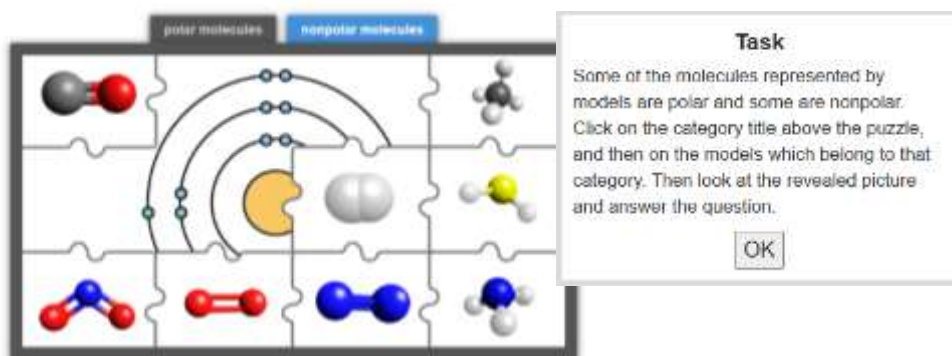 polar molecules
nonpolar molecules
Task
Some of the molecules represented by
models are polar and some are nonpolar.
Click on the category title above the puzzle,
and then on the models which belong to that
category. Then look at the revealed picture
and answer the question.
OK